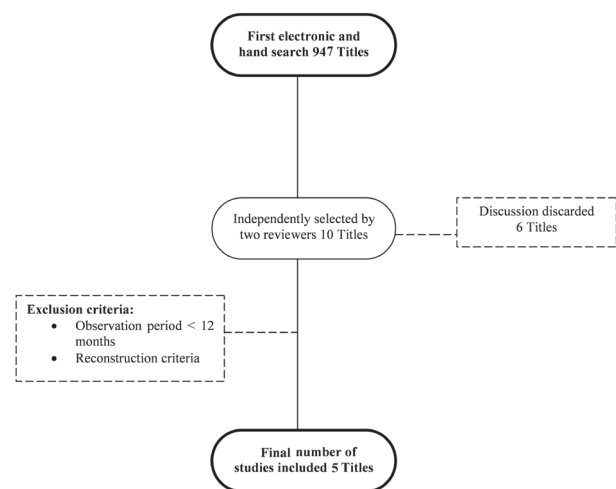 First electronic and
hand search 947 Titles
Independently selected by
two reviewers 10 Titles
Discussion discarded
6 Titles
Exclusion criteria:
• Observation period < 12
months
• Reconstruction criteria
Final number of
studies included 5 Titles